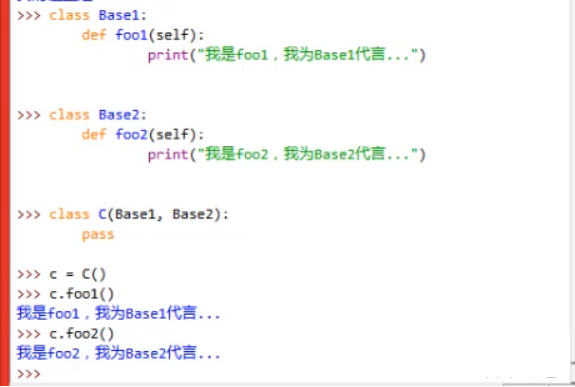 >>> class Base1:
        def foo1(self):
                print("我是foo1，我为Base1代言...")
>>> class Base2:
        def foo2(self):
                print("我是foo2，我为Base2代言...")
>>> class C(Base1, Base2):
        pass
>>> c = C()
>>> c.foo1()
我是foo1，我为Base1代言...
>>> c.foo2()
我是foo2，我为Base2代言...
>>>